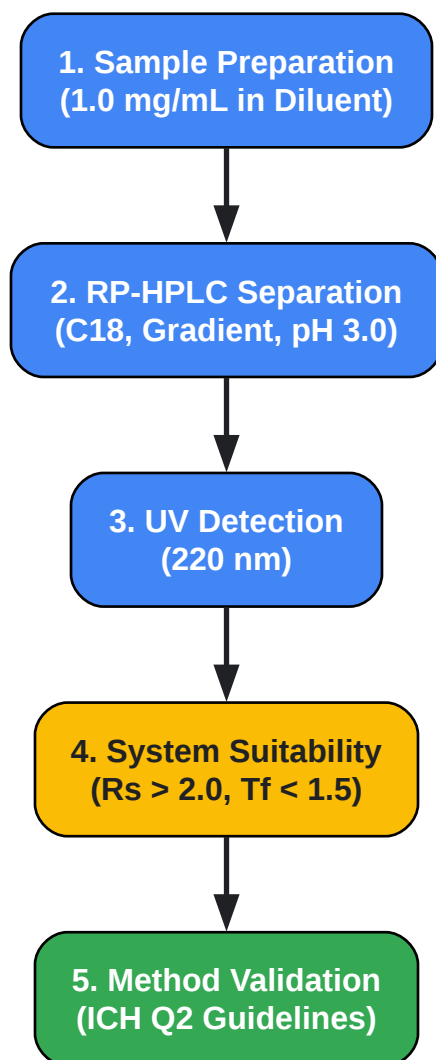 1. Sample Preparation
(1.0 mg/mL in Diluent)
2. RP-HPLC Separation
(C18, Gradient, pH 3.0)
3. UV Detection
(220 nm)
4. System Suitability
(Rs > 2.0, Tf < 1.5)
5. Method Validation
(ICH Q2 Guidelines)